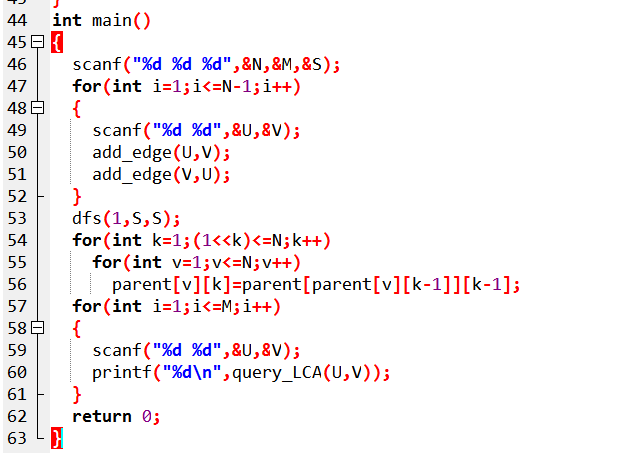 43 }
44 int main()
45 {
46 scanf("%d %d %d",&N,&M,&S);
47 for(int i=1;i<=N-1;i++)
48 {
49 scanf("%d %d",&U,&V);
50 add_edge(U,V);
51 add_edge(V,U);
52 }
53 dfs(1,S,S);
54 for(int k=1;(1<<k)<=N;k++)
55 for(int v=1;v<=N;v++)
56 parent[v][k]=parent[parent[v][k-1]][k-1];
57 for(int i=1;i<=M;i++)
58 {
59 scanf("%d %d",&U,&V);
60 printf("%d\n",query_LCA(U,V));
61 }
62 return 0;
63 }